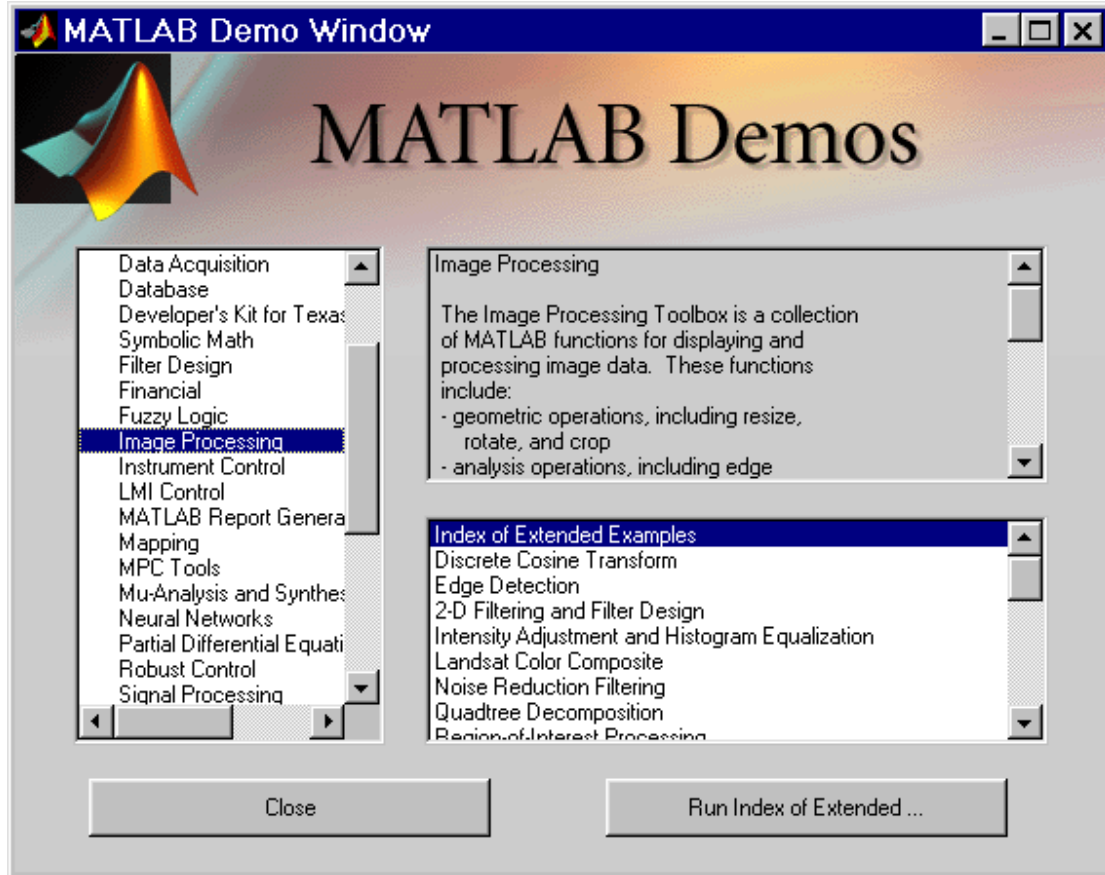 MATLAB Demo Window
MATLAB Demos
Data Acquisition
Database
Developer's Kit for Texas
Symbolic Math
Filter Design
Financial
Fuzzy Logic
Image Processing
Instrument Control
LMI Control
MATLAB Report Genera
Mapping
MPC Tools
Mu-Analysis and Synthes
Neural Networks
Partial Differential Equati
Robust Control
Signal Processing
Image Processing
The Image Processing Toolbox is a collection
of MATLAB functions for displaying and
processing image data.  These functions
include:
- geometric operations, including resize,
rotate, and crop
- analysis operations, including edge
Index of Extended Examples
Discrete Cosine Transform
Edge Detection
2-D Filtering and Filter Design
Intensity Adjustment and Histogram Equalization
Landsat Color Composite
Noise Reduction Filtering
Quadtree Decomposition
Region-of-Interest Processing
Close
Run Index of Extended ...